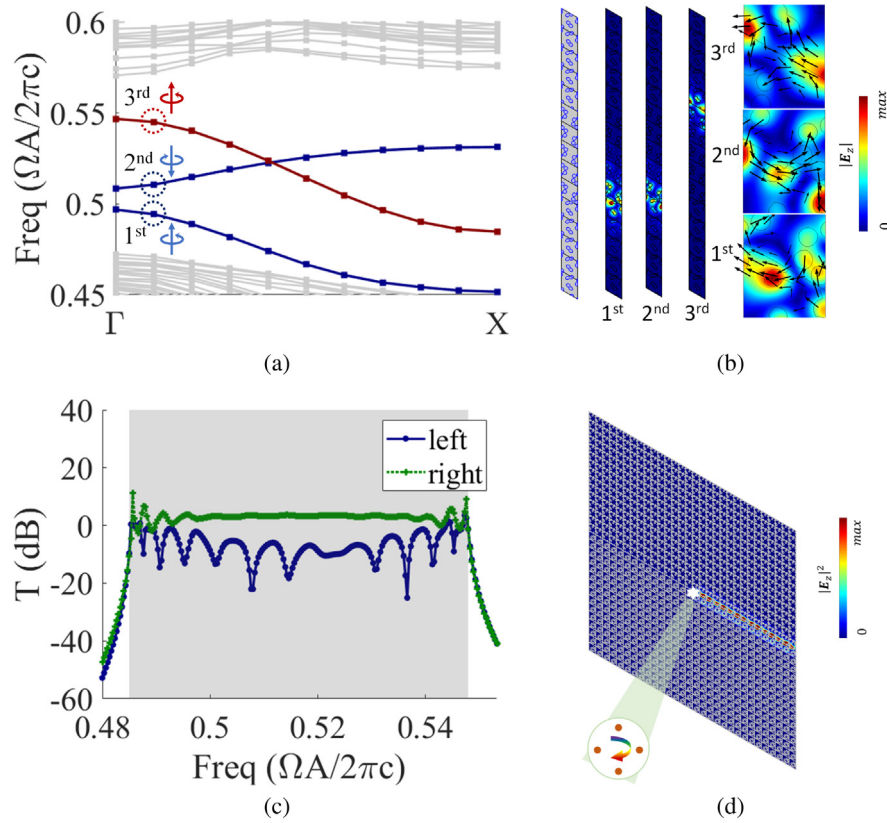 0.6
0.55
0.5
0.45
Freq (ΩA/2πc)
3rd
2nd
1st
Γ
X
(a)
(b)
1st
2nd
3rd
3rd
2nd
1st
max
|Ez|
0
(c)
40
20
0
-20
-40
-60
T (dB)
left
right
0.48
0.5
0.52
0.54
Freq (ΩA/2πc)
(d)
max
|Ez|²
0